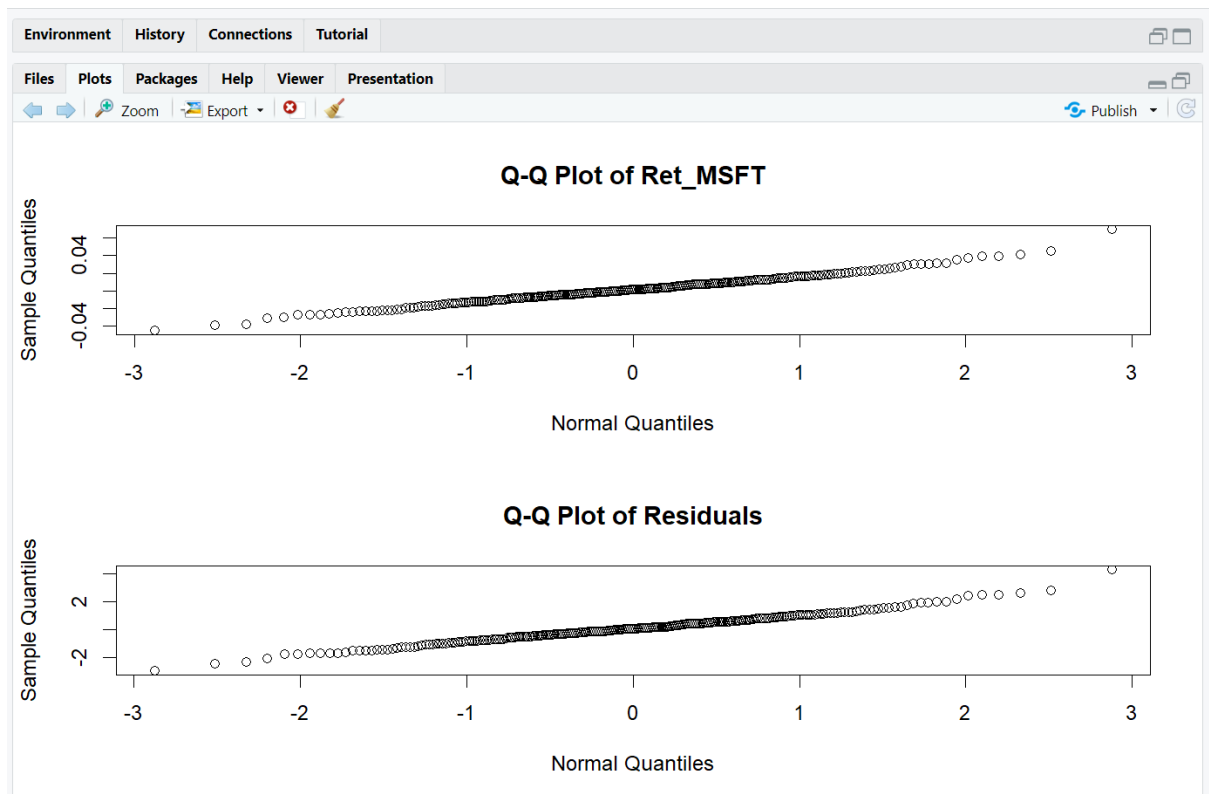 Environment History Connections Tutorial
Files Plots Packages Help Viewer Presentation
Zoom Export Publish
Q-Q Plot of Ret_MSFT
Sample Quantiles
0.04
-0.04
-3 -2 -1 0 1 2 3
Normal Quantiles
Q-Q Plot of Residuals
Sample Quantiles
2
-2
-3 -2 -1 0 1 2 3
Normal Quantiles